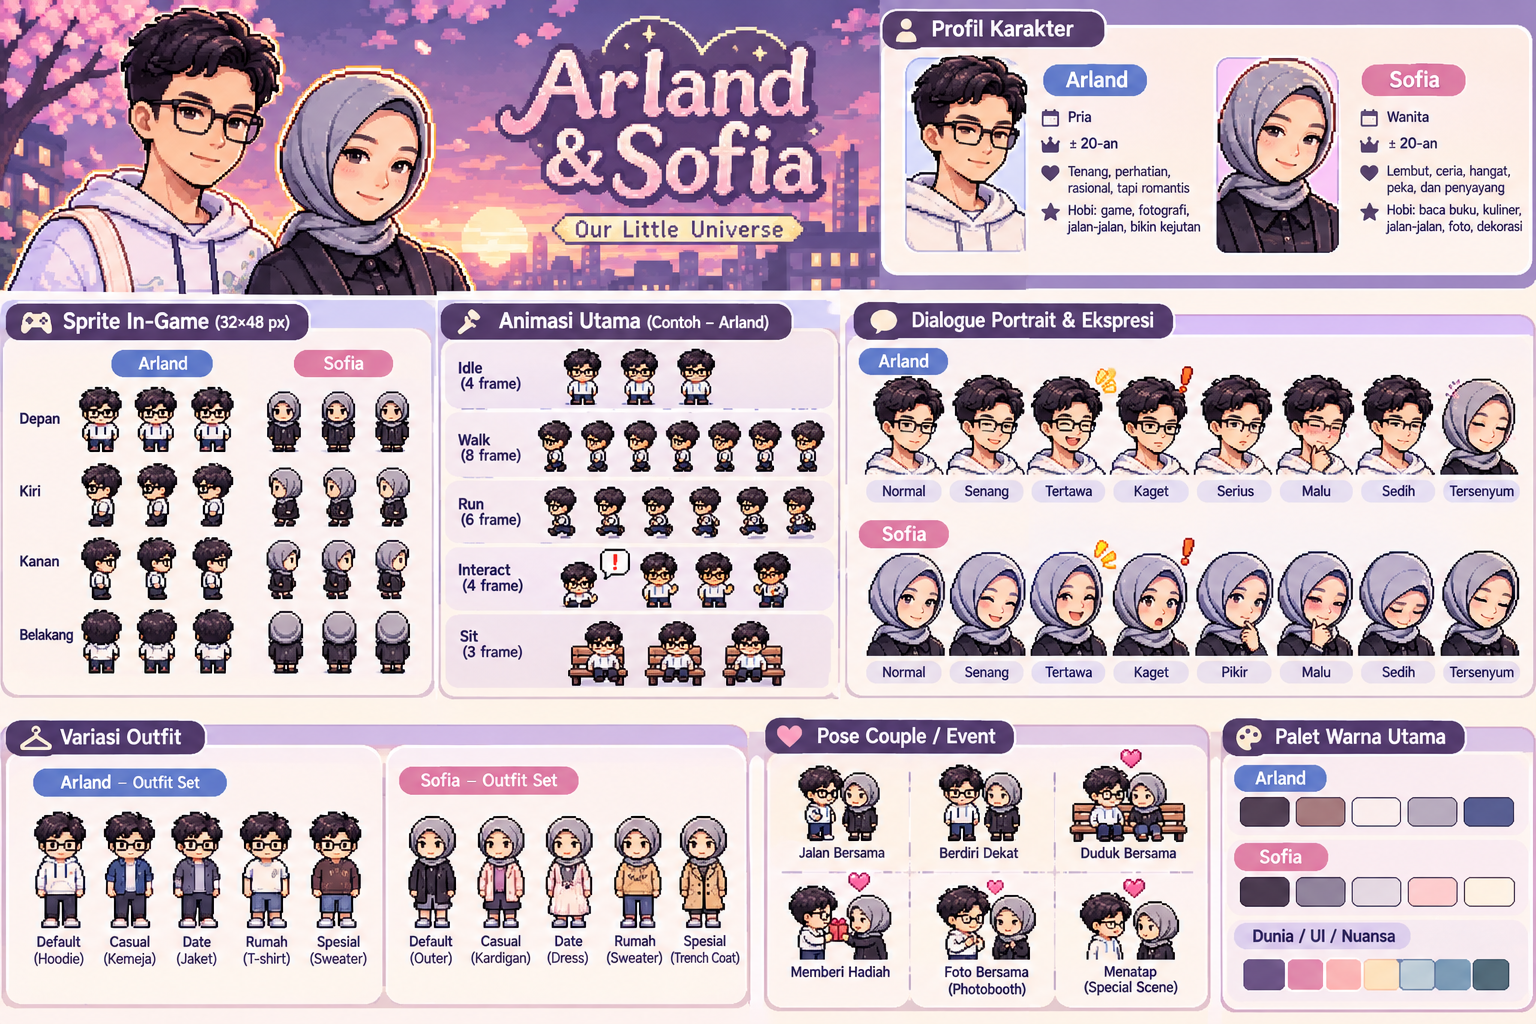 Arland
& Sofia
Our Little Universe
Profil Karakter
Arland
Pria
± 20-an
Tenang, perhatian,
rasional, tapi romantis
Hobi: game, fotografi,
jalan-jalan, bikin kejutan
Sofia
Wanita
± 20-an
Lembut, ceria, hangat,
peka, dan penyayang
Hobi: baca buku, kuliner,
jalan-jalan, foto, dekorasi
Sprite In-Game (32×48 px)
Arland
Sofia
Depan
Kiri
Kanan
Belakang
Animasi Utama (Contoh – Arland)
Idle
(4 frame)
Walk
(8 frame)
Run
(6 frame)
Interact
(4 frame)
!
Sit
(3 frame)
Dialogue Portrait & Ekspresi
Arland
!
Normal
Senang
Tertawa
Kaget
Serius
Malu
Sedih
Tersenyum
Sofia
!
Normal
Senang
Tertawa
Kaget
Pikir
Malu
Sedih
Tersenyum
Variasi Outfit
Arland – Outfit Set
Default
(Hoodie)
Casual
(Kemeja)
Date
(Jaket)
Rumah
(T-shirt)
Spesial
(Sweater)
Sofia – Outfit Set
Default
(Outer)
Casual
(Kardigan)
Date
(Dress)
Rumah
(Sweater)
Spesial
(Trench Coat)
Pose Couple / Event
Jalan Bersama
Berdiri Dekat
Duduk Bersama
Memberi Hadiah
Foto Bersama
(Photobooth)
Menatap
(Special Scene)
Palet Warna Utama
Arland
Sofia
Dunia / UI / Nuansa